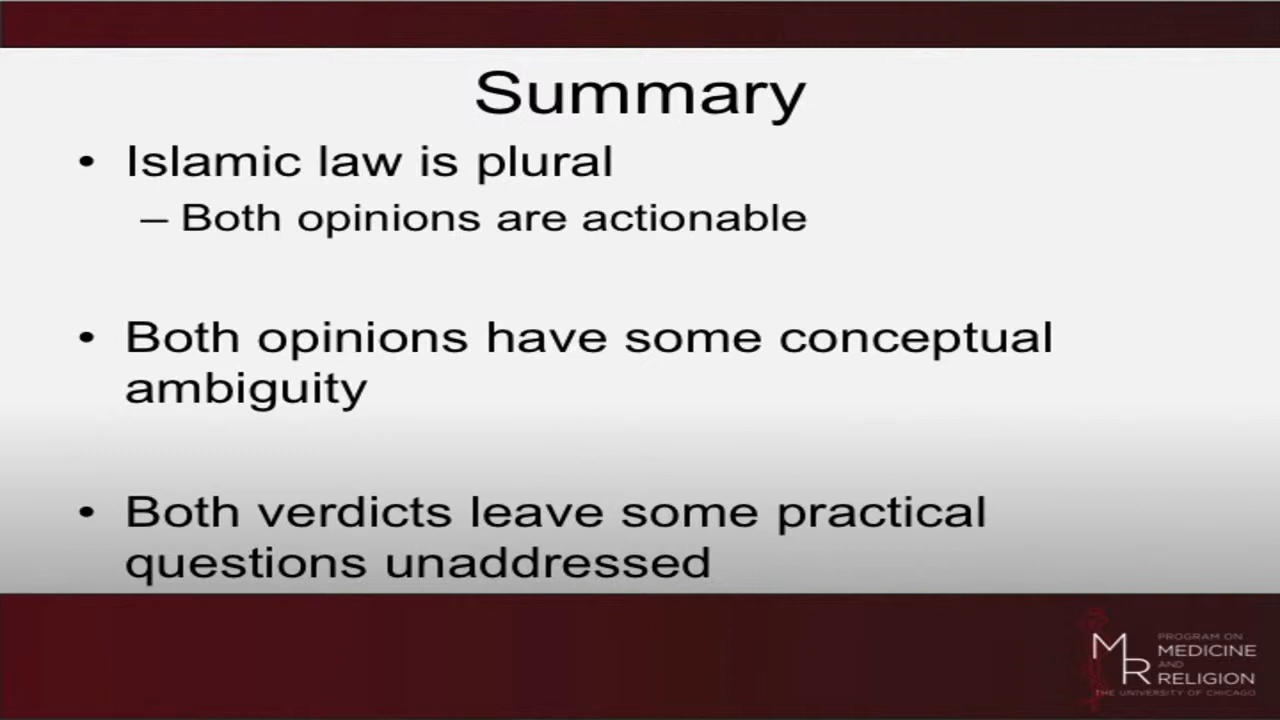 Summary
• Islamic law is plural
– Both opinions are actionable
• Both opinions have some conceptual
ambiguity
• Both verdicts leave some practical
questions unaddressed
MR
PROGRAM ON
MEDICINE
AND
RELIGION
THE UNIVERSITY OF CHICAGO